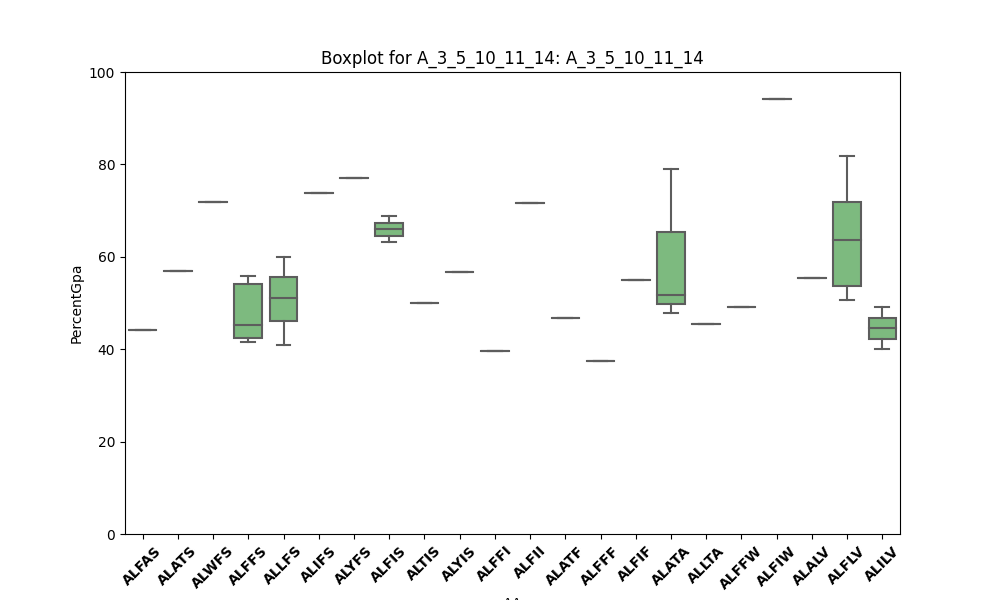 Boxplot for A_3_5_10_11_14: A_3_5_10_11_14
PercentGpa
100
80
60
40
20
0
ALFAS
ALATS
ALWFS
ALFFS
ALLFS
ALIFS
ALYFS
ALFIS
ALTIS
ALYIS
ALFFI
ALFII
ALATF
ALFFF
ALFIF
ALATA
ALLTA
ALFFW
ALFIW
ALALV
ALFLV
ALILV